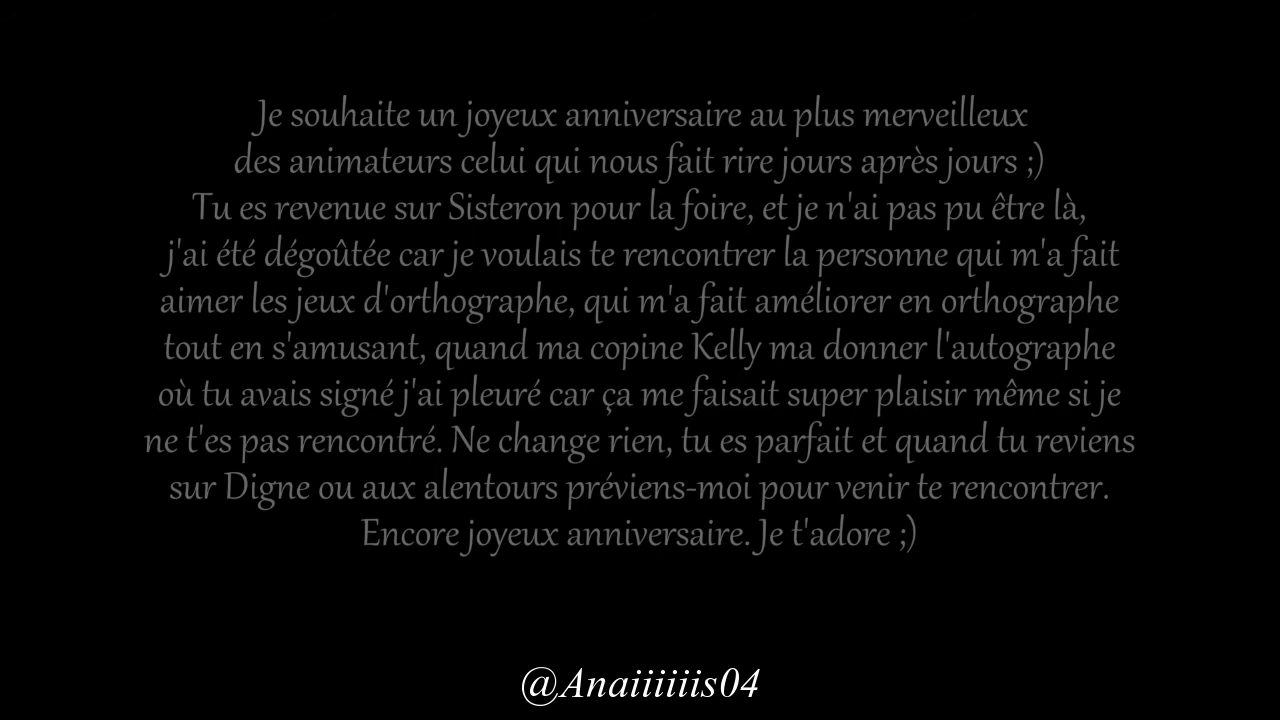 Je souhaite un joyeux anniversaire au plus merveilleux
des animateurs celui qui nous fait rire jours après jours ;)
Tu es revenue sur Sisteron pour la foire, et je n'ai pas pu être là,
j'ai été dégoûtée car je voulais te rencontrer la personne qui m'a fait
aimer les jeux d'orthographe, qui m'a fait améliorer en orthographe
tout en s'amusant, quand ma copine Kelly ma donner l'autographe
où tu avais signé j'ai pleuré car ça me faisait super plaisir même si je
ne t'es pas rencontré. Ne change rien, tu es parfait et quand tu reviens
sur Digne ou aux alentours préviens-moi pour venir te rencontrer.
Encore joyeux anniversaire. Je t'adore ;)
@Anaiiiiiis04